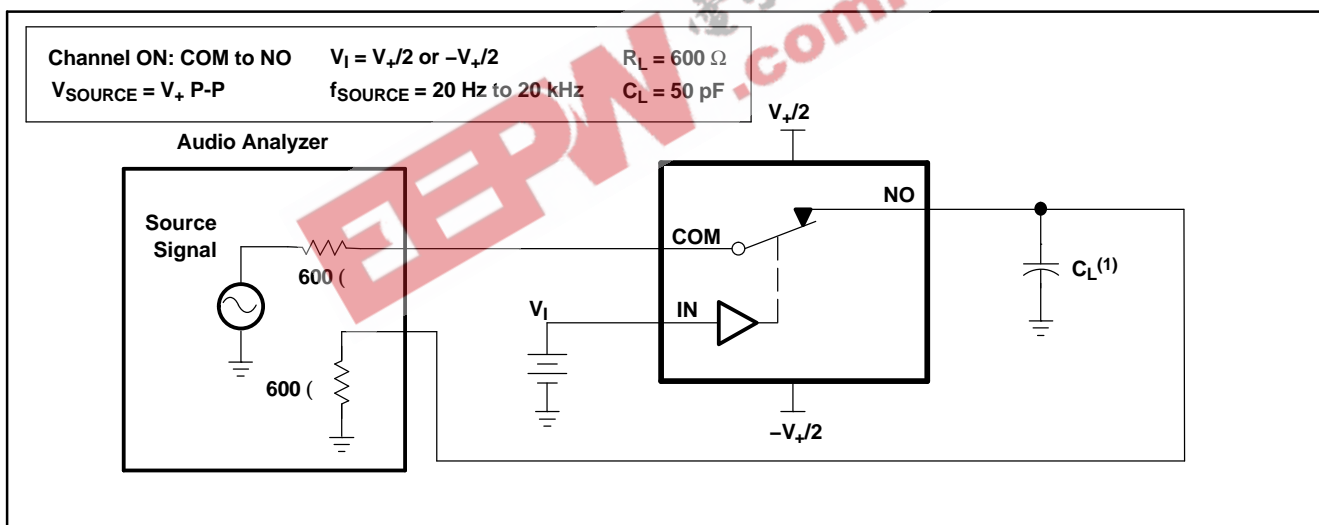 Channel ON: COM to NO V_I = V_+/2 or −V_+/2 R_L = 600 Ω
V_SOURCE = V_+ P-P f_SOURCE = 20 Hz to 20 kHz C_L = 50 pF
Audio Analyzer
V_+/2
NO
Source
Signal
COM
600 (
C_L(1)
V_I
IN
600 (
−V_+/2
EEPW
.com